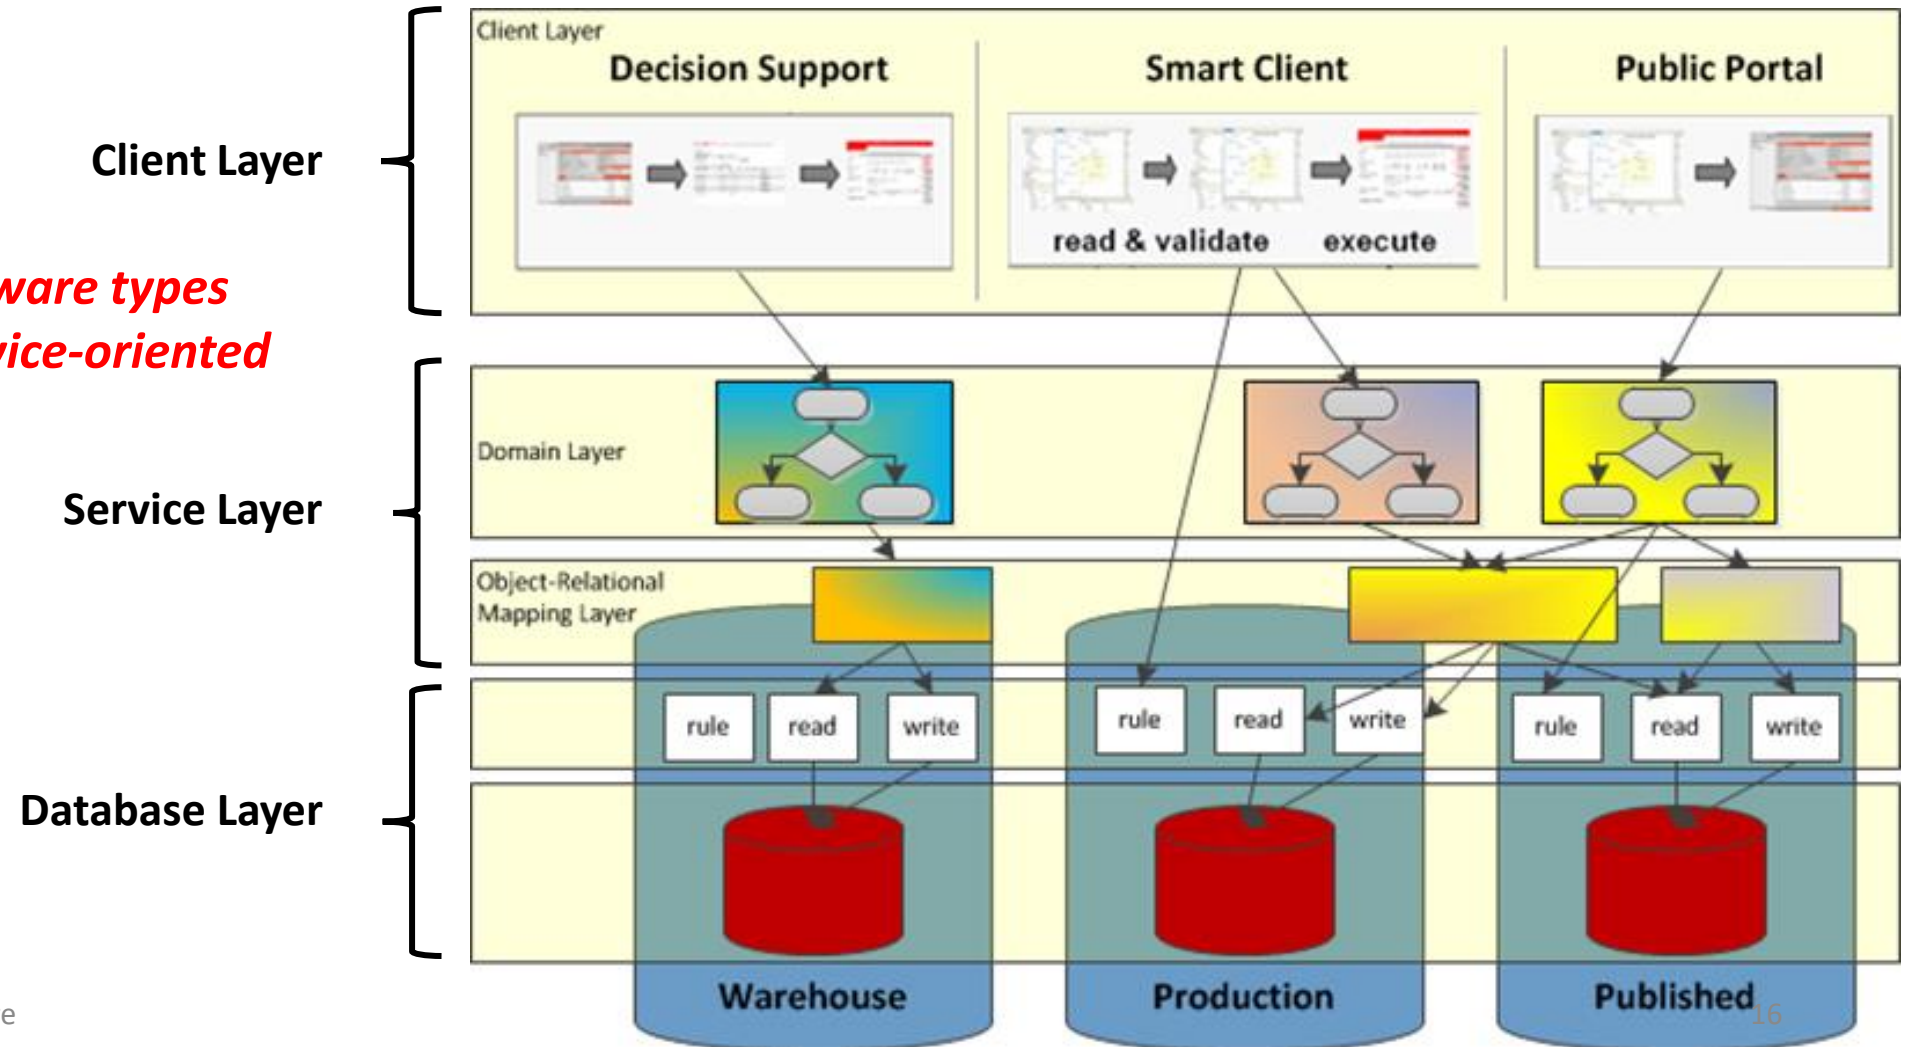 Client Layer
Decision Support
Smart Client
Public Portal
Client Layer
read & validate
execute
ware types
vice-oriented
Domain Layer
Service Layer
Object-Relational
Mapping Layer
rule
read
write
rule
read
write
rule
read
write
Database Layer
Warehouse
Production
Published
e
16